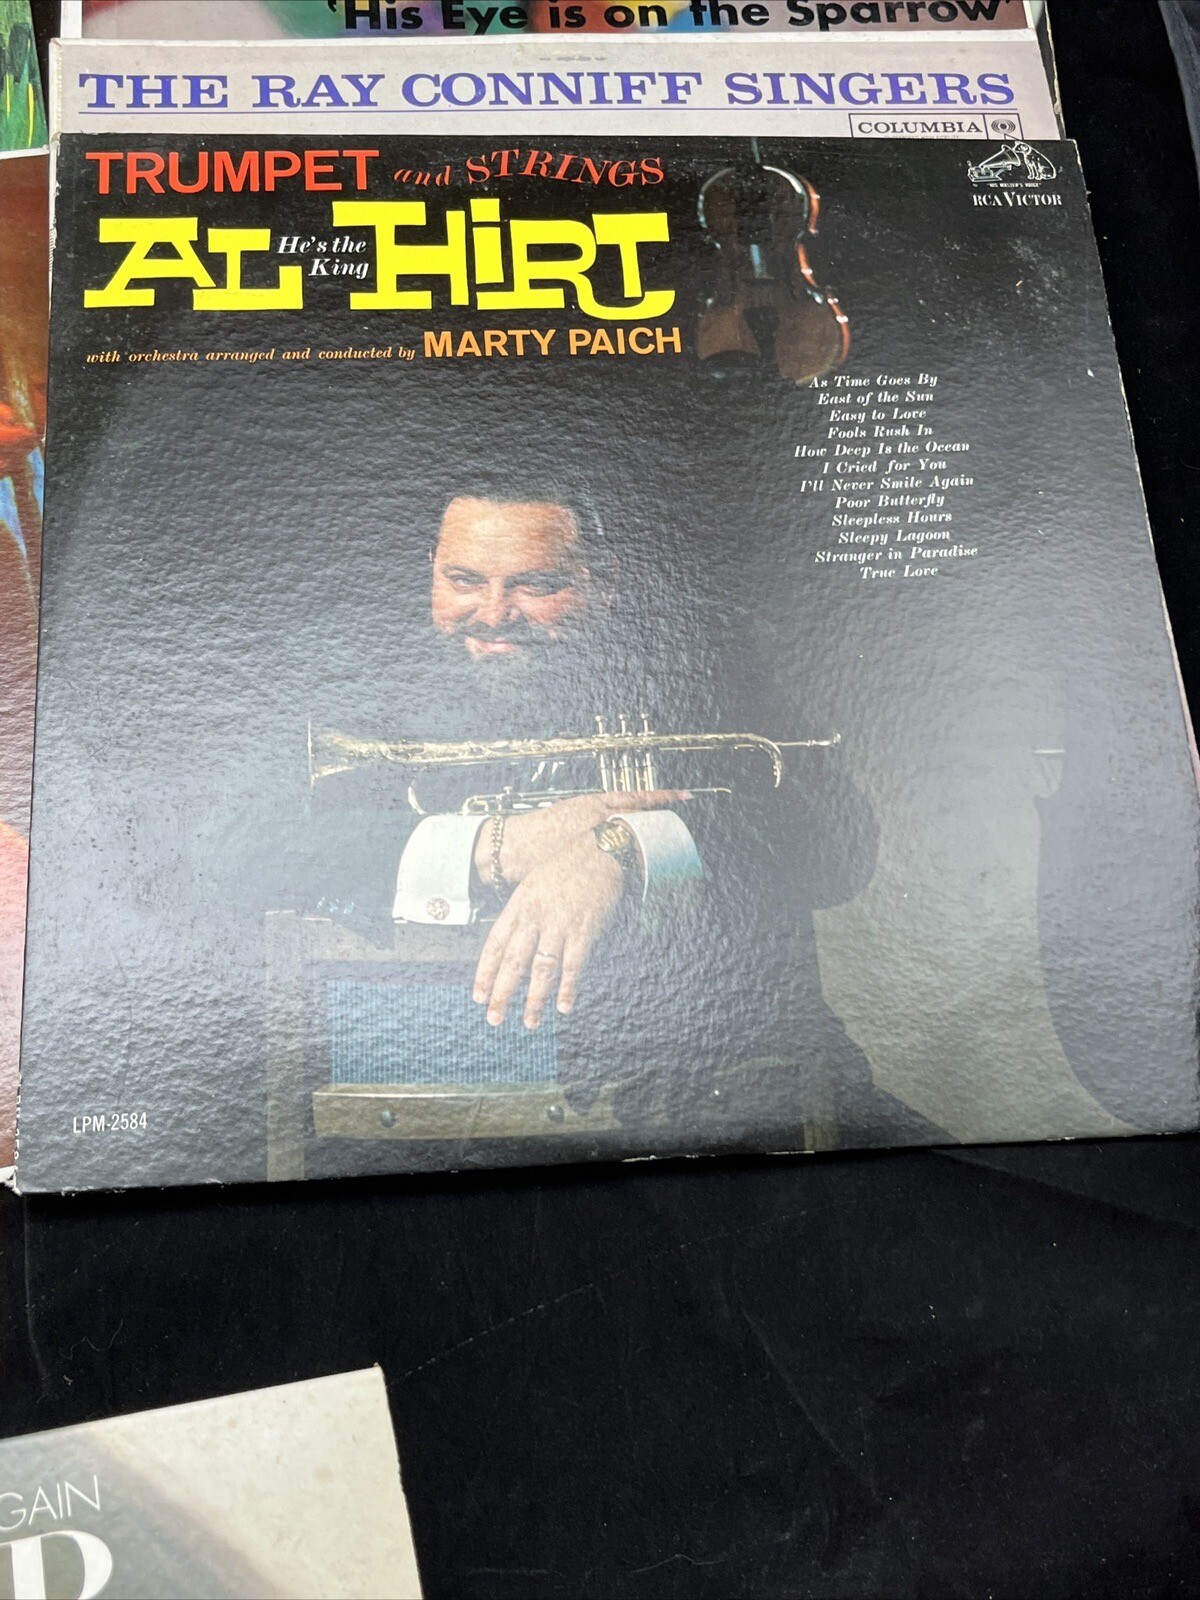 'His Eye is on the Sparrow'
THE RAY CONNIFF SINGERS
COLUMBIA
TRUMPET and STRINGS
"HIS MASTER'S VOICE"
RCA VICTOR
AL He's the King HIRT
with orchestra arranged and conducted by MARTY PAICH
As Time Goes By
East of the Sun
Easy to Love
Fools Rush In
How Deep Is the Ocean
I Cried for You
I'll Never Smile Again
Poor Butterfly
Sleepless Hours
Sleepy Lagoon
Stranger in Paradise
True Love
LPM-2584
GAIN